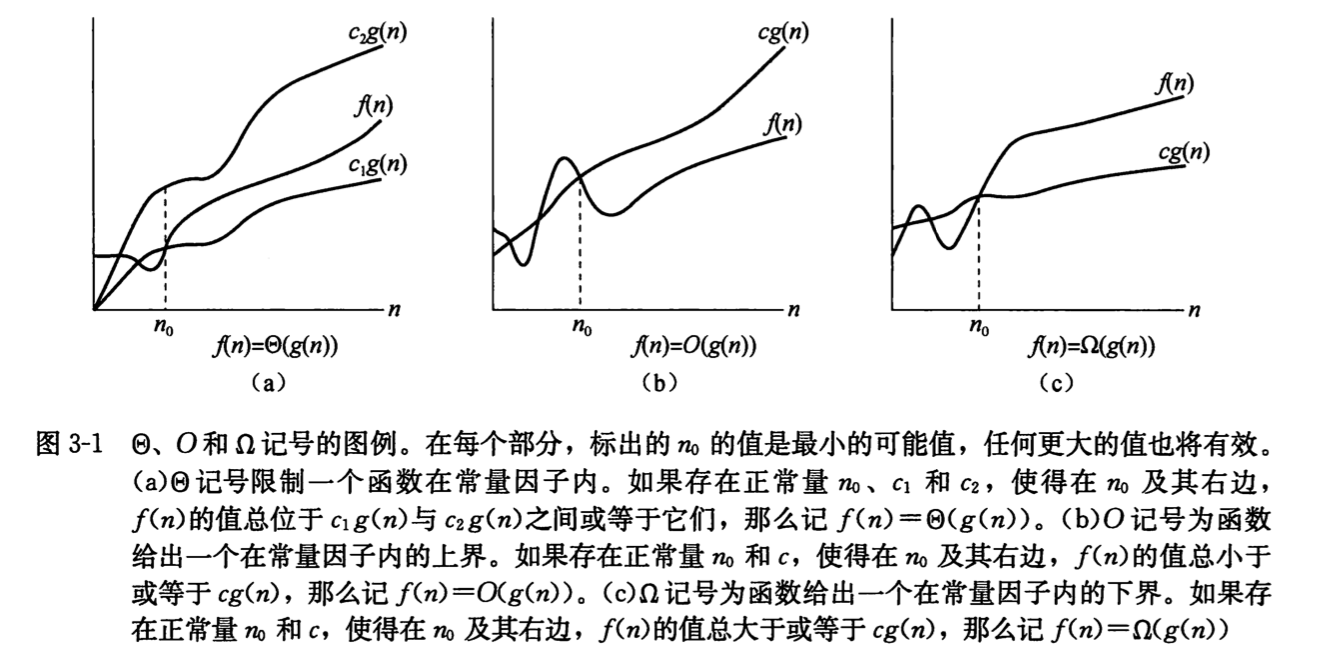 c₂g(n)
f(n)
c₁g(n)
n
n₀
f(n)=Θ(g(n))
(a)
cg(n)
f(n)
n
n₀
f(n)=O(g(n))
(b)
f(n)
cg(n)
n
n₀
f(n)=Ω(g(n))
(c)
图 3-1 Θ、O和Ω记号的图例。在每个部分，标出的 n₀ 的值是最小的可能值，任何更大的值也将有效。
(a)Θ记号限制一个函数在常量因子内。如果存在正常量 n₀、c₁ 和 c₂，使得在 n₀ 及其右边，
f(n)的值总位于 c₁g(n)与 c₂g(n)之间或等于它们，那么记 f(n)=Θ(g(n))。(b)O记号为函数
给出一个在常量因子内的上界。如果存在正常量 n₀ 和 c，使得在 n₀ 及其右边，f(n)的值总小于
或等于 cg(n)，那么记 f(n)=O(g(n))。(c)Ω记号为函数给出一个在常量因子内的下界。如果存
在正常量 n₀ 和 c，使得在 n₀ 及其右边，f(n)的值总大于或等于 cg(n)，那么记 f(n)=Ω(g(n))